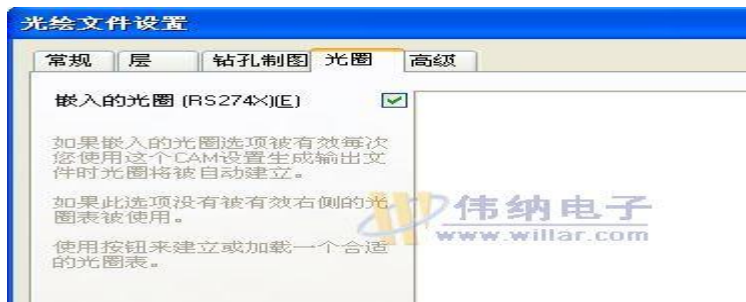 光绘文件设置
常规 层 钻孔制图 光圈 高级
嵌入的光圈 (RS274X)(E)
如果嵌入的光圈选项被有效每次
您使用这个CAM设置生成输出文
件时光圈将被自动建立。
如果此选项没有被有效右侧的光
圈表被使用。
使用按钮来建立或加载一个合适
的光圈表。
伟纳电子
www.willar.com